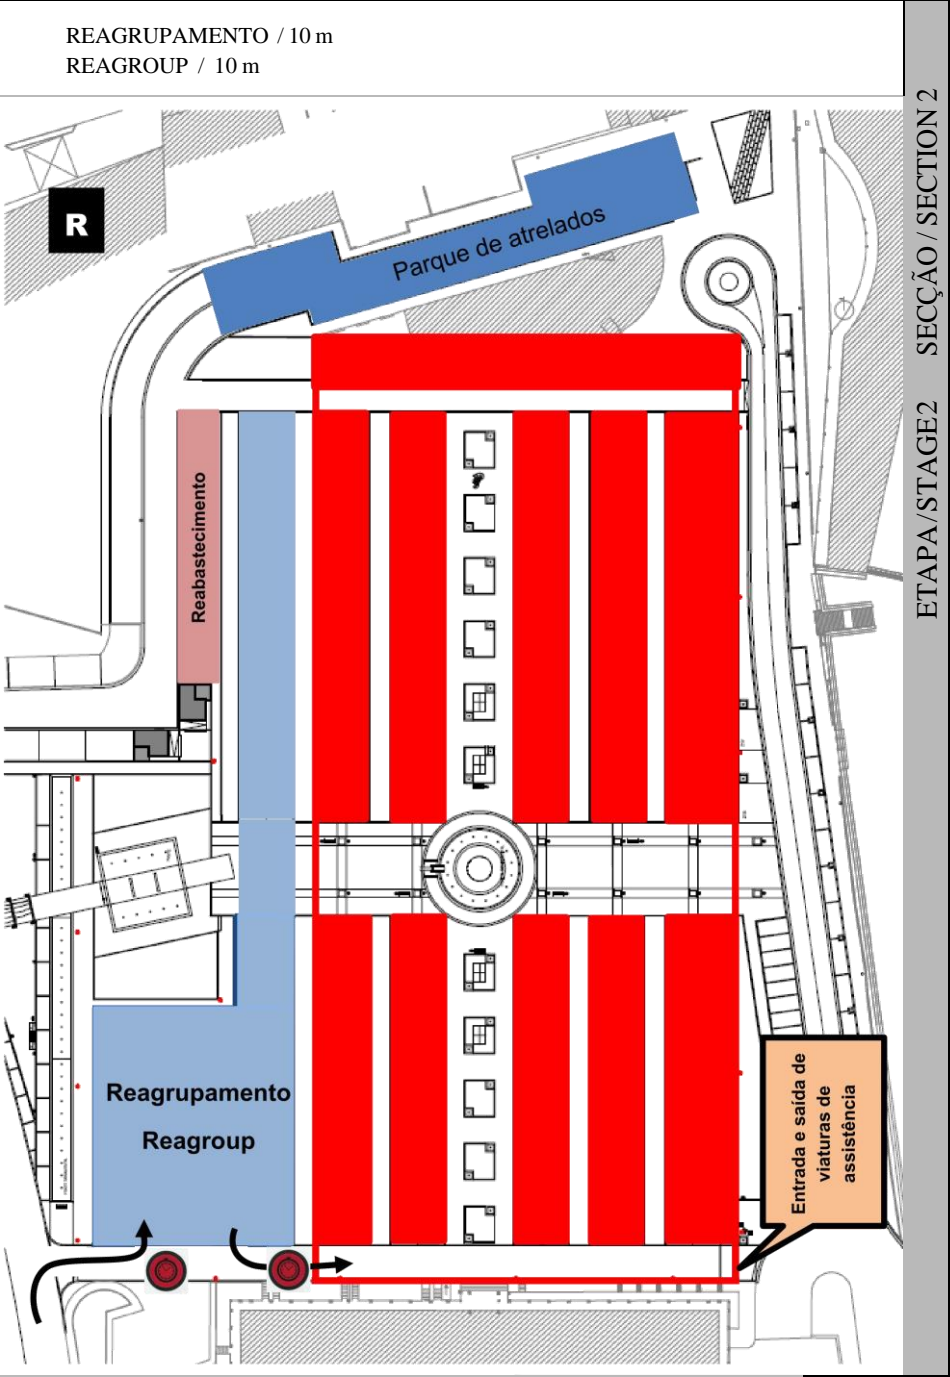 REAGRUPAMENTO / 10 m
REAGROUP / 10 m
SECÇÃO / SECTION 2
ETAPA/STAGE2
R
Parque de atrelados
Reabastecimento
Reagrupamento
Reagroup
Entrada e saída de
viaturas de
assistência